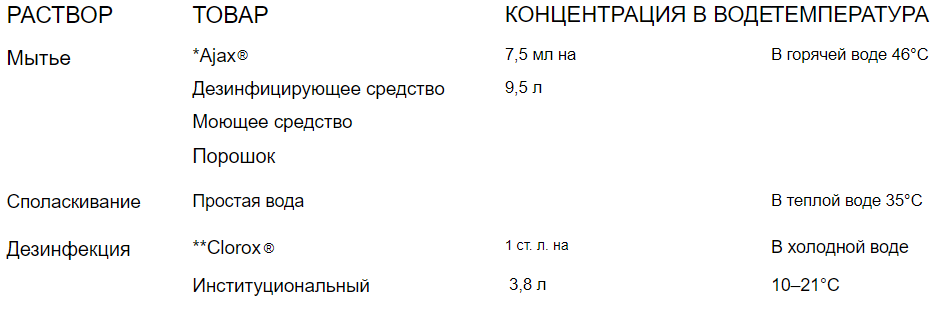 РАСТВОР ТОВАР КОНЦЕНТРАЦИЯ В ВОДЕ ТЕМПЕРАТУРА
Мытье *Ajax® 7,5 мл на В горячей воде 46°C
Дезинфицирующее средство 9,5 л
Моющее средство
Порошок
Споласкивание Простая вода В теплой воде 35°C
Дезинфекция **Clorox® 1 ст. л. на В холодной воде
Институциональный 3,8 л 10–21°C